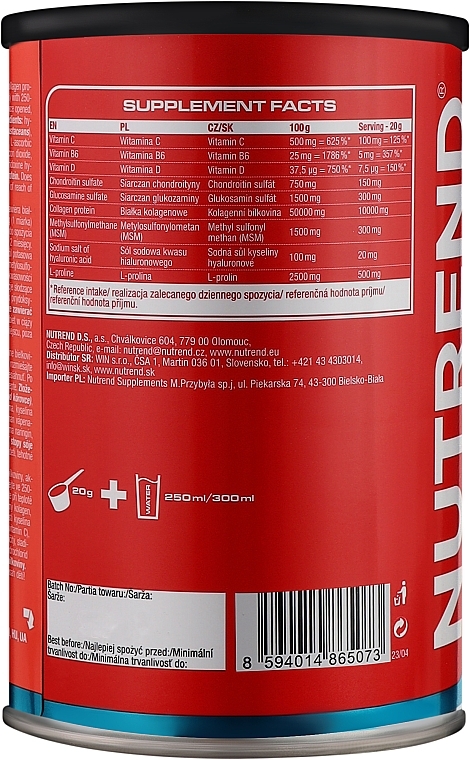 SUPPLEMENT FACTS
EN PL CZ/SK 100 g Serving - 20 g
Vitamin C Witamina C Vitamin C 500 mg = 625 %* 100 mg = 125 %*
Vitamin B6 Witamina B6 Vitamin B6 25 mg = 1786 %* 5 mg = 357 %*
Vitamin D Witamina D Vitamin D 37,5 µg = 750 %* 7,5 µg = 150 %*
Chondroitin sulfate Siarczan chondroityny Chondroitin sulfát 750 mg 150 mg
Glucosamine sulfate Siarczan glukozaminy Glukosamin sulfát 1500 mg 300 mg
Collagen protein Białka kolagenowe Kolagenní bílkovina 50000 mg 10000 mg
Methylsulfonylmethane Metylosulfonylometan Methyl sulfonyl
(MSM) (MSM) methan (MSM) 1500 mg 300 mg
Sodium salt of Sól sodowa kwasu Sodná sůl kyseliny
hyaluronic acid hialuronowego hyaluronové 100 mg 20 mg
L-proline L-prolina L-prolin 2500 mg 500 mg
*Reference intake/ realizacja zalecanego dziennego spożycia/ referenčná hodnota príjmu/
referenční hodnota příjmu.
NUTREND D.S., a.s., Chválkovice 604, 779 00 Olomouc,
Czech Republic, e-mail: nutrend@nutrend.cz, www.nutrend.cz
Distribútor SR: WIN s.r.o., ČSA 1, Martin 036 01, Slovensko, tel.: +421 43 4303014,
info@winsk.sk, www.nutrend.sk
Importer PL: Nutrend Supplements M.Przybyła sp.j, ul. Piekarska 74, 43-300 Bielsko-Biała
20g + WATER 250ml/300ml
Batch No:/Partia towaru:/Sarža:
Šarže:
Best before:/Najlepiej spożyć przed:/Minimální
trvanlivost do:/Minimálna trvanlivosť do:
8 594014 865073
23/04
HU, UA
NUTREND